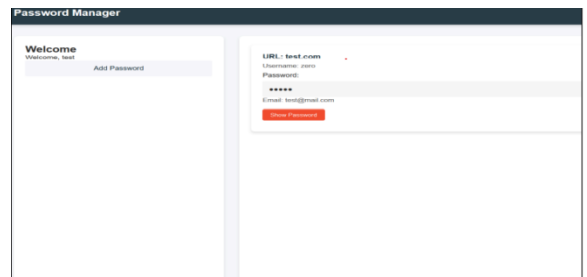 Password Manager
Welcome
Welcome, test
Add Password
URL: test.com
Username: zero
Password:
•••••
Email: test@mail.com
Show Password